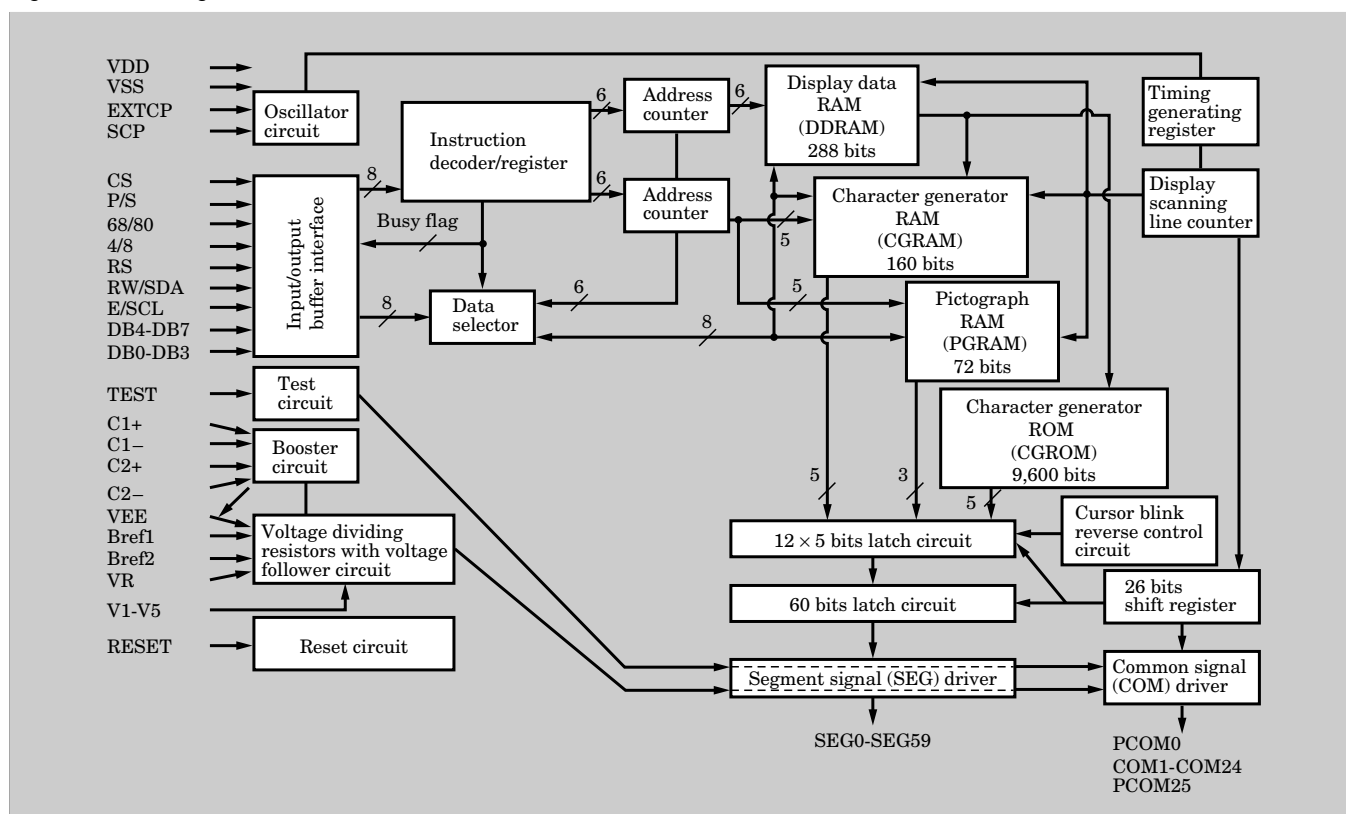 VDD
VSS
EXTCP
SCP
Oscillator
circuit
CS
P/S
68/80
4/8
RS
RW/SDA
E/SCL
DB4-DB7
DB0-DB3
Input/output
buffer interface
8
8
Instruction
decoder/register
Busy flag
Data
selector
6
6
Address
counter
Address
counter
6
6
5
5
8
Display data
RAM
(DDRAM)
288 bits
Character generator
RAM
(CGRAM)
160 bits
Pictograph
RAM
(PGRAM)
72 bits
Character generator
ROM
(CGROM)
9,600 bits
Timing
generating
register
Display
scanning
line counter
TEST
Test
circuit
C1+
C1–
C2+
C2–
VEE
Booster
circuit
Bref1
Bref2
VR
V1-V5
Voltage dividing
resistors with voltage
follower circuit
RESET
Reset circuit
5
3
5
12 × 5 bits latch circuit
60 bits latch circuit
Segment signal (SEG) driver
SEG0-SEG59
Cursor blink
reverse control
circuit
26 bits
shift register
Common signal
(COM) driver
PCOM0
COM1-COM24
PCOM25